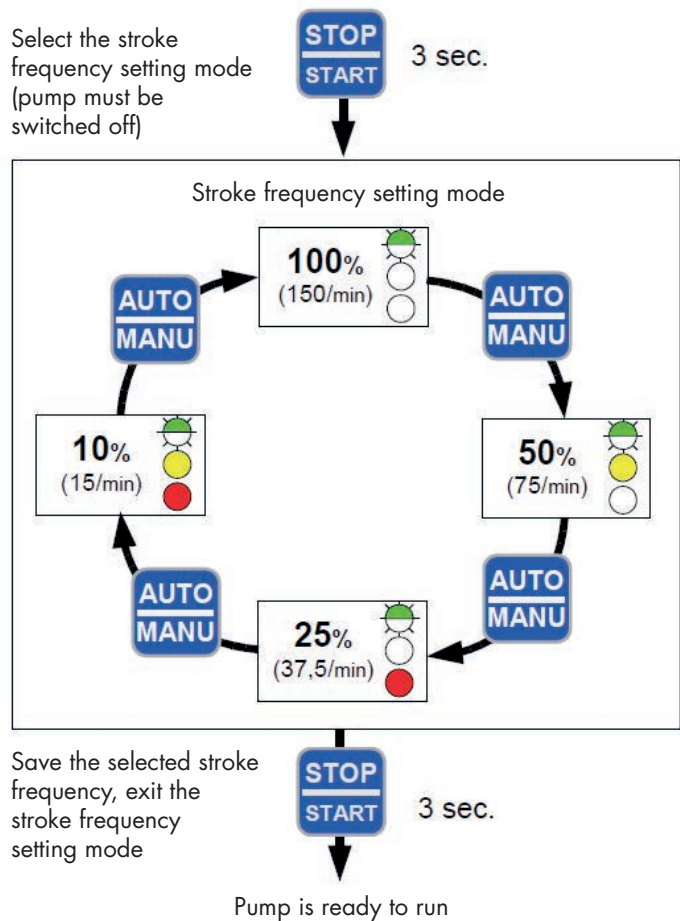 Select the stroke
frequency setting mode
(pump must be
switched off)
STOP
START
3 sec.
Stroke frequency setting mode
100%
(150/min)
AUTO
MANU
50%
(75/min)
AUTO
MANU
25%
(37,5/min)
AUTO
MANU
10%
(15/min)
AUTO
MANU
Save the selected stroke
frequency, exit the
stroke frequency
setting mode
STOP
START
3 sec.
Pump is ready to run